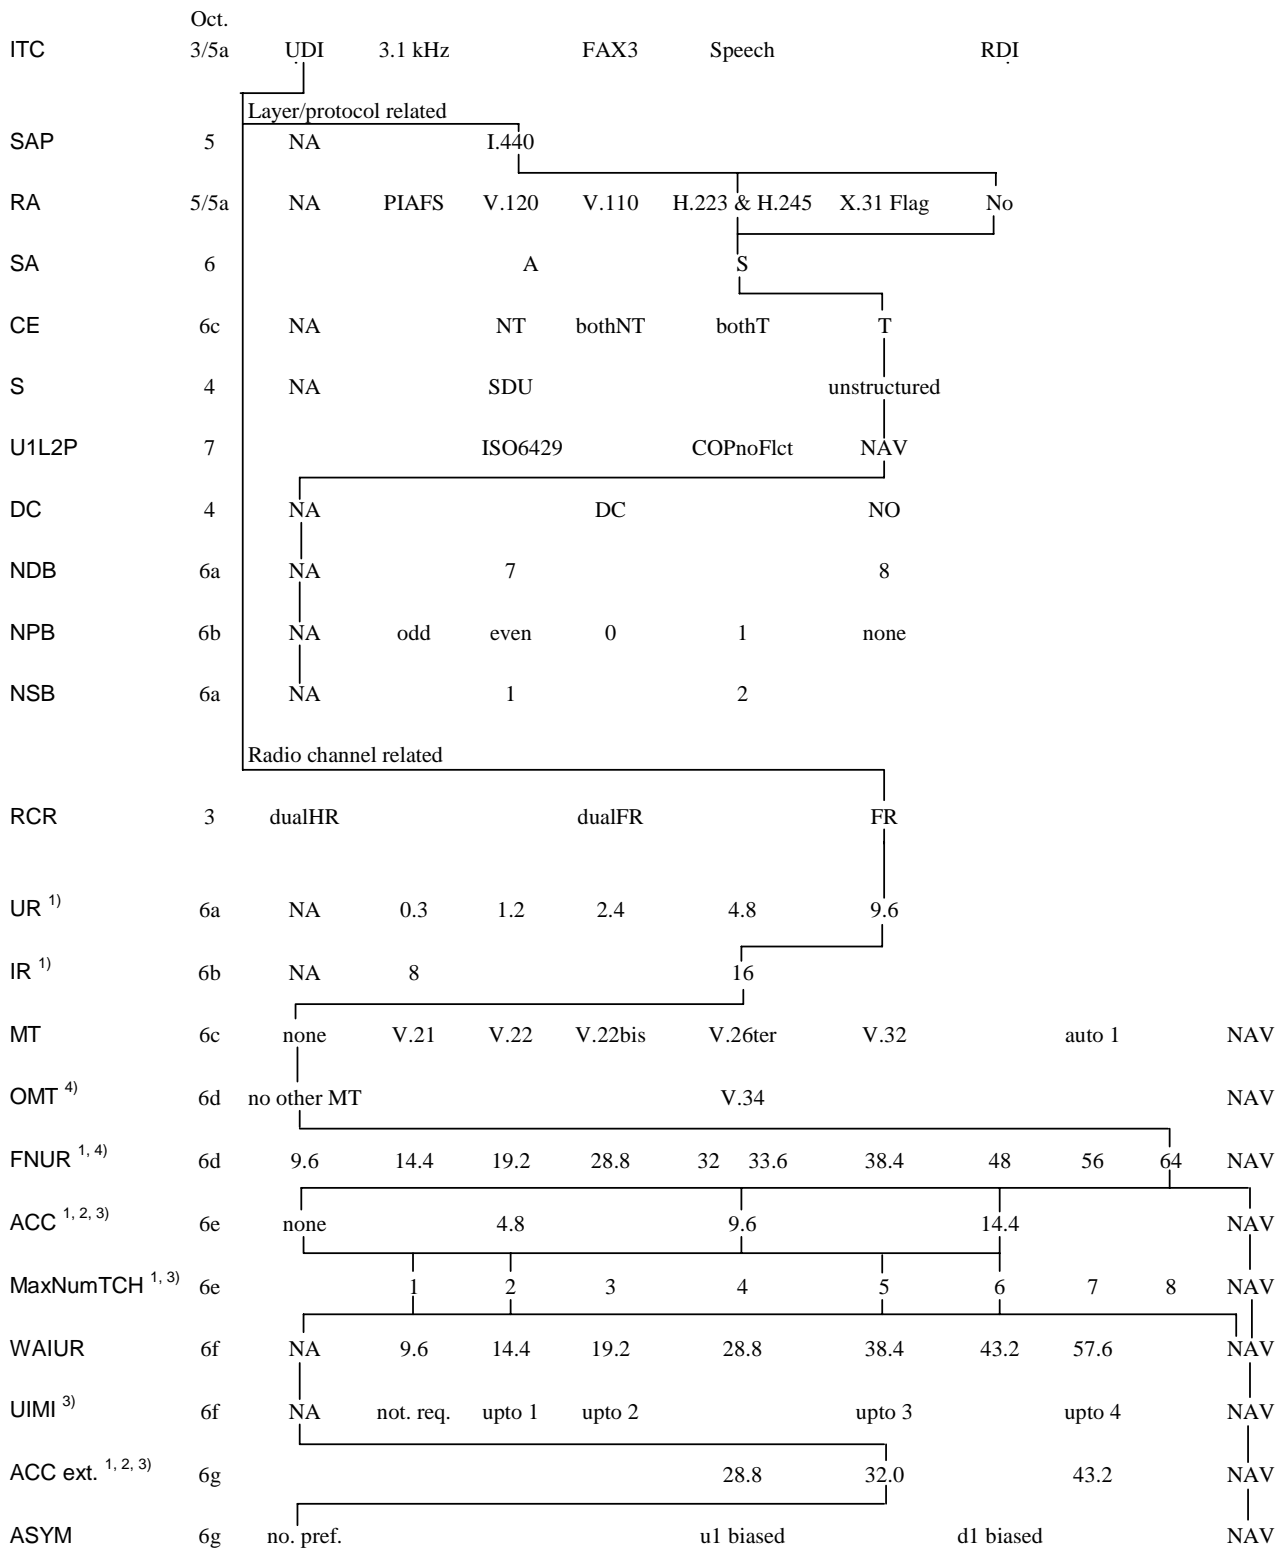 Oct.
ITC 3/5a UDI 3.1 kHz FAX3 Speech RDI
Layer/protocol related
SAP 5 NA I.440
RA 5/5a NA PIAFS V.120 V.110 H.223 & H.245 X.31 Flag No
SA 6 A S
CE 6c NA NT bothNT bothT T
S 4 NA SDU unstructured
U1L2P 7 ISO6429 COPnoFlct NAV
DC 4 NA DC NO
NDB 6a NA 7 8
NPB 6b NA odd even 0 1 none
NSB 6a NA 1 2
Radio channel related
RCR 3 dualHR dualFR FR
UR 1) 6a NA 0.3 1.2 2.4 4.8 9.6
IR 1) 6b NA 8 16
MT 6c none V.21 V.22 V.22bis V.26ter V.32 auto 1 NAV
OMT 4) 6d no other MT V.34 NAV
FNUR 1, 4) 6d 9.6 14.4 19.2 28.8 32 33.6 38.4 48 56 64 NAV
ACC 1, 2, 3) 6e none 4.8 9.6 14.4 NAV
MaxNumTCH 1, 3) 6e 1 2 3 4 5 6 7 8 NAV
WAIUR 6f NA 9.6 14.4 19.2 28.8 38.4 43.2 57.6 NAV
UIMI 3) 6f NA not. req. upto 1 upto 2 upto 3 upto 4 NAV
ACC ext. 1, 2, 3) 6g 28.8 32.0 43.2 NAV
ASYM 6g no. pref. u1 biased d1 biased NAV